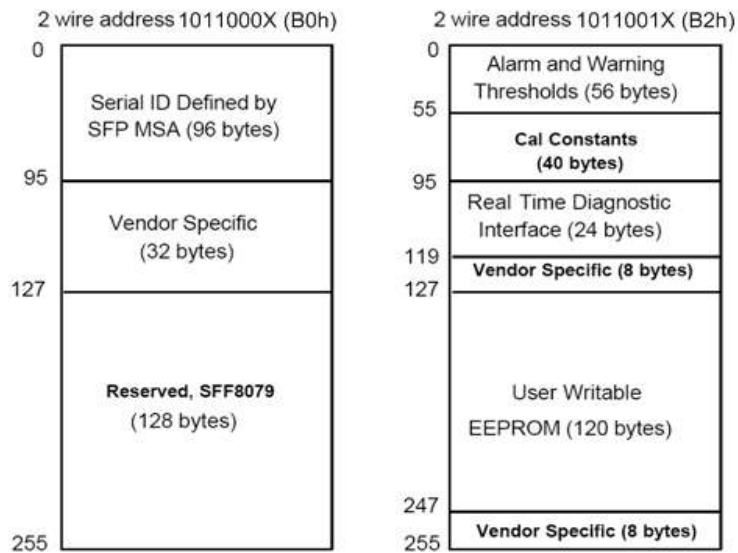 2 wire address 1011000X (B0h)
0
Serial ID Defined by
SFP MSA (96 bytes)
95
Vendor Specific
(32 bytes)
127
Reserved, SFF8079
(128 bytes)
255
2 wire address 1011001X (B2h)
0
Alarm and Warning
Thresholds (56 bytes)
55
Cal Constants
(40 bytes)
95
Real Time Diagnostic
Interface (24 bytes)
119
Vendor Specific (8 bytes)
127
User Writable
EEPROM (120 bytes)
247
Vendor Specific (8 bytes)
255